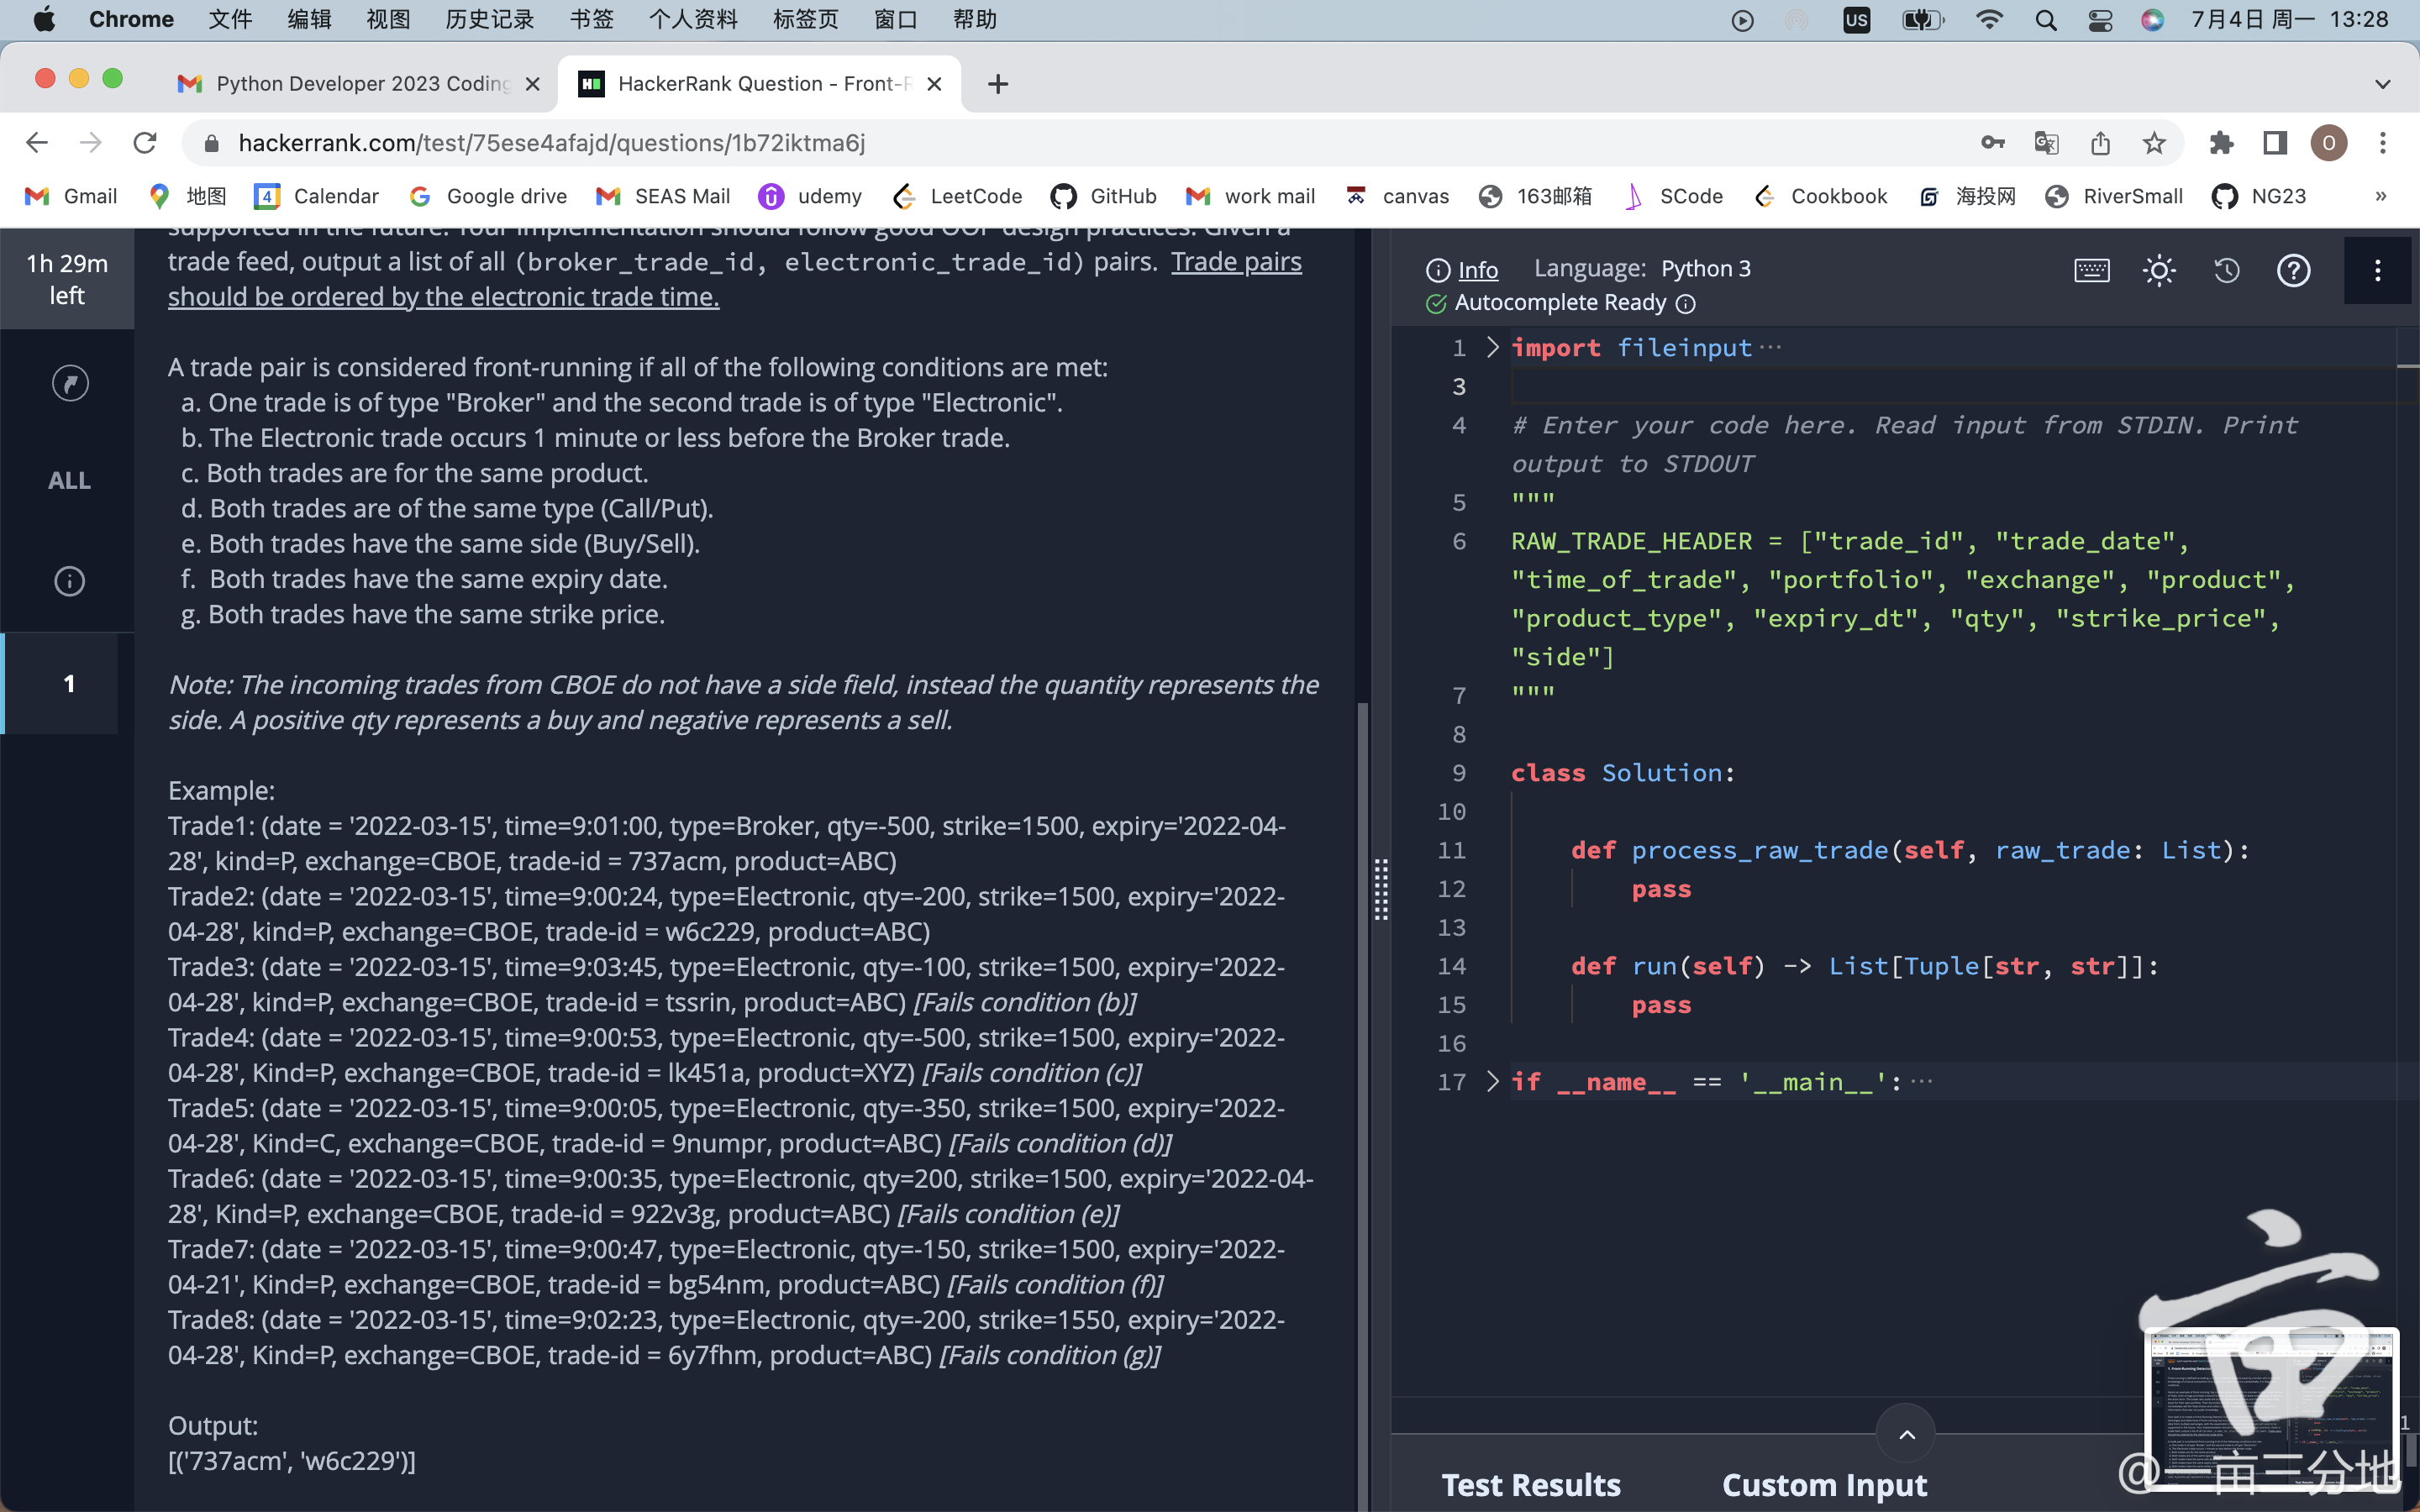 Chrome 文件 编辑 视图 历史记录 书签 个人资料 标签页 窗口 帮助 US 7月4日 周一 13:28
Python Developer 2023 Coding
HackerRank Question - Front-R
hackerrank.com/test/75ese4afajd/questions/1b72iktma6j
O
Gmail 地图 Calendar Google drive SEAS Mail udemy LeetCode GitHub work mail canvas 163邮箱 SCode Cookbook 海投网 RiverSmall NG23 »
1h 29m
left
ALL
1
supported in the future. Your implementation should follow good OOP design practices. Given a
trade feed, output a list of all (broker_trade_id, electronic_trade_id) pairs. Trade pairs
should be ordered by the electronic trade time.
A trade pair is considered front-running if all of the following conditions are met:
a. One trade is of type "Broker" and the second trade is of type "Electronic".
b. The Electronic trade occurs 1 minute or less before the Broker trade.
c. Both trades are for the same product.
d. Both trades are of the same type (Call/Put).
e. Both trades have the same side (Buy/Sell).
f. Both trades have the same expiry date.
g. Both trades have the same strike price.
Note: The incoming trades from CBOE do not have a side field, instead the quantity represents the
side. A positive qty represents a buy and negative represents a sell.
Example:
Trade1: (date = '2022-03-15', time=9:01:00, type=Broker, qty=-500, strike=1500, expiry='2022-04-
28', kind=P, exchange=CBOE, trade-id = 737acm, product=ABC)
Trade2: (date = '2022-03-15', time=9:00:24, type=Electronic, qty=-200, strike=1500, expiry='2022-
04-28', kind=P, exchange=CBOE, trade-id = w6c229, product=ABC)
Trade3: (date = '2022-03-15', time=9:03:45, type=Electronic, qty=-100, strike=1500, expiry='2022-
04-28', kind=P, exchange=CBOE, trade-id = tssrin, product=ABC) [Fails condition (b)]
Trade4: (date = '2022-03-15', time=9:00:53, type=Electronic, qty=-500, strike=1500, expiry='2022-
04-28', Kind=P, exchange=CBOE, trade-id = lk451a, product=XYZ) [Fails condition (c)]
Trade5: (date = '2022-03-15', time=9:00:05, type=Electronic, qty=-350, strike=1500, expiry='2022-
04-28', Kind=C, exchange=CBOE, trade-id = 9numpr, product=ABC) [Fails condition (d)]
Trade6: (date = '2022-03-15', time=9:00:35, type=Electronic, qty=200, strike=1500, expiry='2022-04-
28', Kind=P, exchange=CBOE, trade-id = 922v3g, product=ABC) [Fails condition (e)]
Trade7: (date = '2022-03-15', time=9:00:47, type=Electronic, qty=-150, strike=1500, expiry='2022-
04-21', Kind=P, exchange=CBOE, trade-id = bg54nm, product=ABC) [Fails condition (f)]
Trade8: (date = '2022-03-15', time=9:02:23, type=Electronic, qty=-200, strike=1550, expiry='2022-
04-28', Kind=P, exchange=CBOE, trade-id = 6y7fhm, product=ABC) [Fails condition (g)]
Output:
[('737acm', 'w6c229')]
Info Language: Python 3
Autocomplete Ready
1 import fileinput ···
3
4 # Enter your code here. Read input from STDIN. Print
output to STDOUT
5 """
6 RAW_TRADE_HEADER = ["trade_id", "trade_date",
"time_of_trade", "portfolio", "exchange", "product",
"product_type", "expiry_dt", "qty", "strike_price",
"side"]
7 """
8
9 class Solution:
10
11 def process_raw_trade(self, raw_trade: List):
12 pass
13
14 def run(self) -> List[Tuple[str, str]]:
15 pass
16
17 if __name__ == '__main__': ···
Test Results Custom Input
@一亩三分地